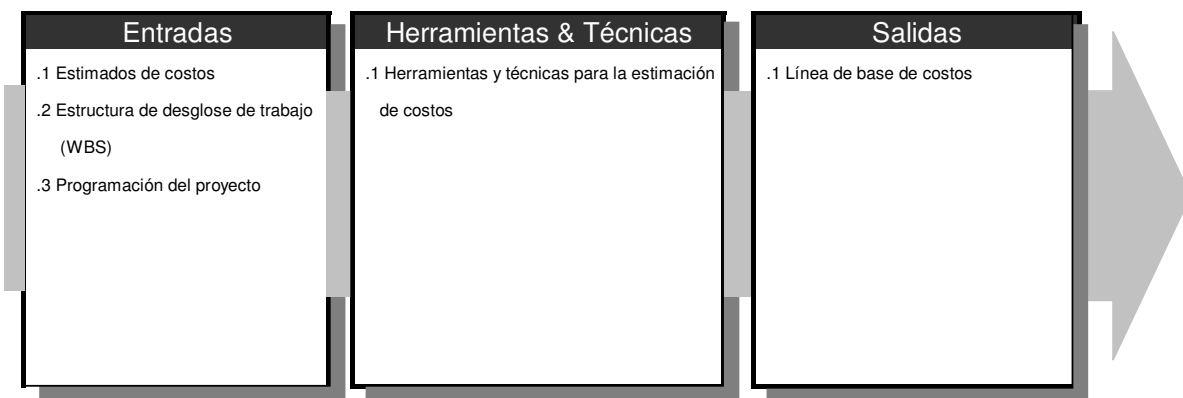 Entradas
.1 Estimados de costos
.2 Estructura de desglose de trabajo
(WBS)
.3 Programación del proyecto
Herramientas & Técnicas
.1 Herramientas y técnicas para la estimación
de costos
Salidas
.1 Línea de base de costos